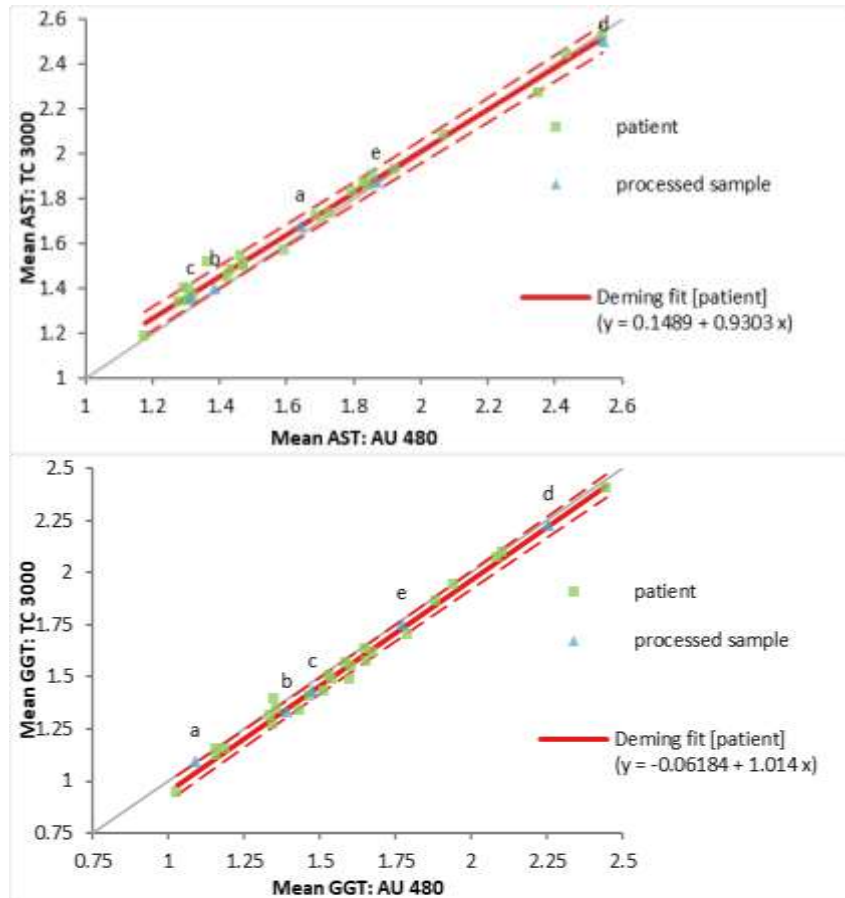 Mean AST: TC 3000
2.6
2.4
2.2
2
1.8
1.6
1.4
1.2
1
d
e
a
c
b
patient
processed sample
Deming fit [patient]
(y = 0.1489 + 0.9303 x)
1 1.2 1.4 1.6 1.8 2 2.2 2.4 2.6
Mean AST: AU 480
Mean GGT: TC 3000
2.5
2.25
2
1.75
1.5
1.25
1
0.75
d
e
c
b
a
patient
processed sample
Deming fit [patient]
(y = -0.06184 + 1.014 x)
0.75 1 1.25 1.5 1.75 2 2.25 2.5
Mean GGT: AU 480